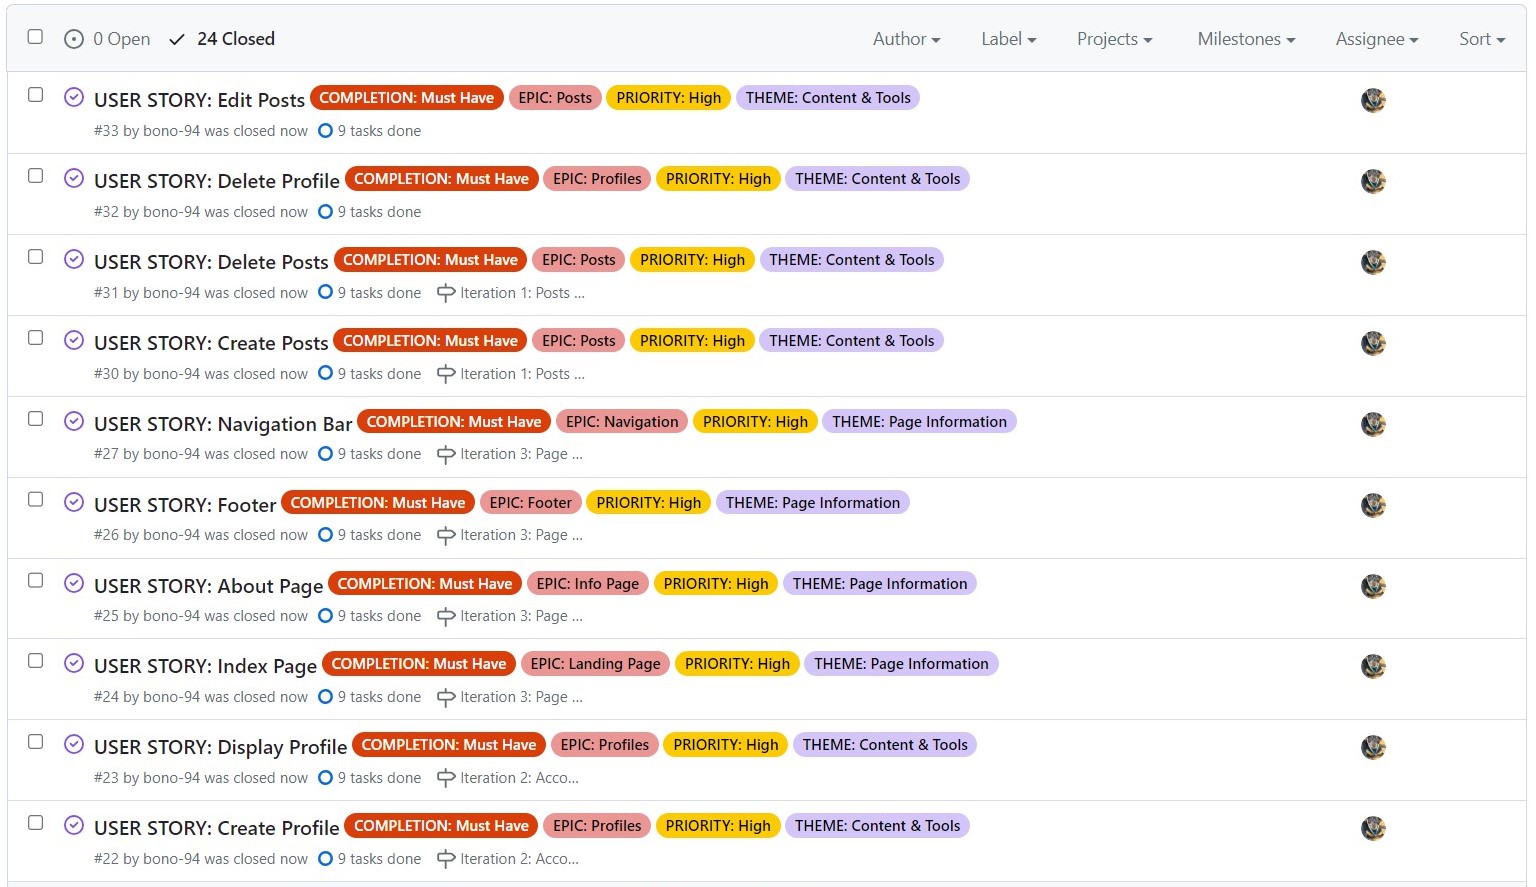 0 Open 24 Closed Author Label Projects Milestones Assignee Sort
USER STORY: Edit Posts COMPLETION: Must Have EPIC: Posts PRIORITY: High THEME: Content & Tools
#33 by bono-94 was closed now 9 tasks done
USER STORY: Delete Profile COMPLETION: Must Have EPIC: Profiles PRIORITY: High THEME: Content & Tools
#32 by bono-94 was closed now 9 tasks done
USER STORY: Delete Posts COMPLETION: Must Have EPIC: Posts PRIORITY: High THEME: Content & Tools
#31 by bono-94 was closed now 9 tasks done Iteration 1: Posts ...
USER STORY: Create Posts COMPLETION: Must Have EPIC: Posts PRIORITY: High THEME: Content & Tools
#30 by bono-94 was closed now 9 tasks done Iteration 1: Posts ...
USER STORY: Navigation Bar COMPLETION: Must Have EPIC: Navigation PRIORITY: High THEME: Page Information
#27 by bono-94 was closed now 9 tasks done Iteration 3: Page ...
USER STORY: Footer COMPLETION: Must Have EPIC: Footer PRIORITY: High THEME: Page Information
#26 by bono-94 was closed now 9 tasks done Iteration 3: Page ...
USER STORY: About Page COMPLETION: Must Have EPIC: Info Page PRIORITY: High THEME: Page Information
#25 by bono-94 was closed now 9 tasks done Iteration 3: Page ...
USER STORY: Index Page COMPLETION: Must Have EPIC: Landing Page PRIORITY: High THEME: Page Information
#24 by bono-94 was closed now 9 tasks done Iteration 3: Page ...
USER STORY: Display Profile COMPLETION: Must Have EPIC: Profiles PRIORITY: High THEME: Content & Tools
#23 by bono-94 was closed now 9 tasks done Iteration 2: Acco...
USER STORY: Create Profile COMPLETION: Must Have EPIC: Profiles PRIORITY: High THEME: Content & Tools
#22 by bono-94 was closed now 9 tasks done Iteration 2: Acco...